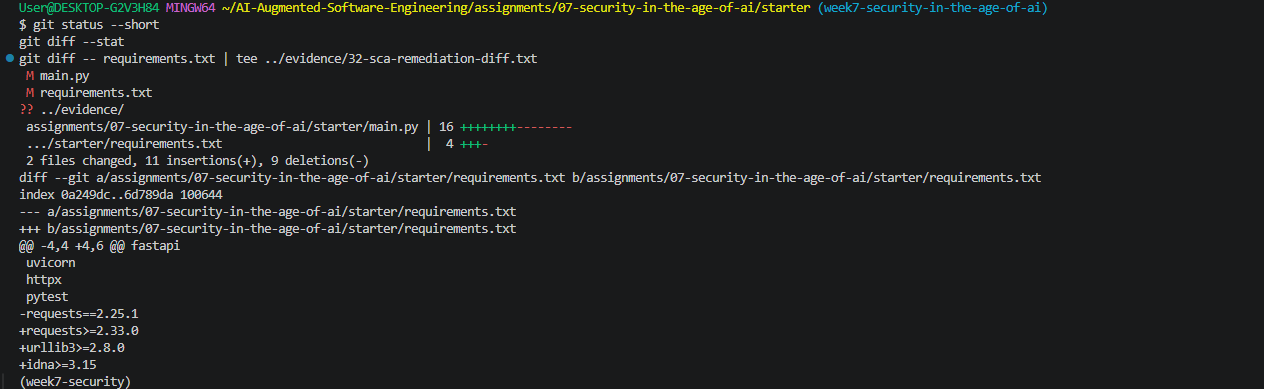 User@DESKTOP-G2V3H84 MINGW64 ~/AI-Augmented-Software-Engineering/assignments/07-security-in-the-age-of-ai/starter (week7-security-in-the-age-of-ai)
$ git status --short
git diff --stat
git diff -- requirements.txt | tee ../evidence/32-sca-remediation-diff.txt
 M main.py
 M requirements.txt
?? ../evidence/
 assignments/07-security-in-the-age-of-ai/starter/main.py | 16 ++++++++--------
 .../starter/requirements.txt                             |  4 +++-
 2 files changed, 11 insertions(+), 9 deletions(-)
diff --git a/assignments/07-security-in-the-age-of-ai/starter/requirements.txt b/assignments/07-security-in-the-age-of-ai/starter/requirements.txt
index 0a249dc..6d789da 100644
--- a/assignments/07-security-in-the-age-of-ai/starter/requirements.txt
+++ b/assignments/07-security-in-the-age-of-ai/starter/requirements.txt
@@ -4,4 +4,6 @@ fastapi
 uvicorn
 httpx
 pytest
-requests==2.25.1
+requests>=2.33.0
+urllib3>=2.8.0
+idna>=3.15
(week7-security)